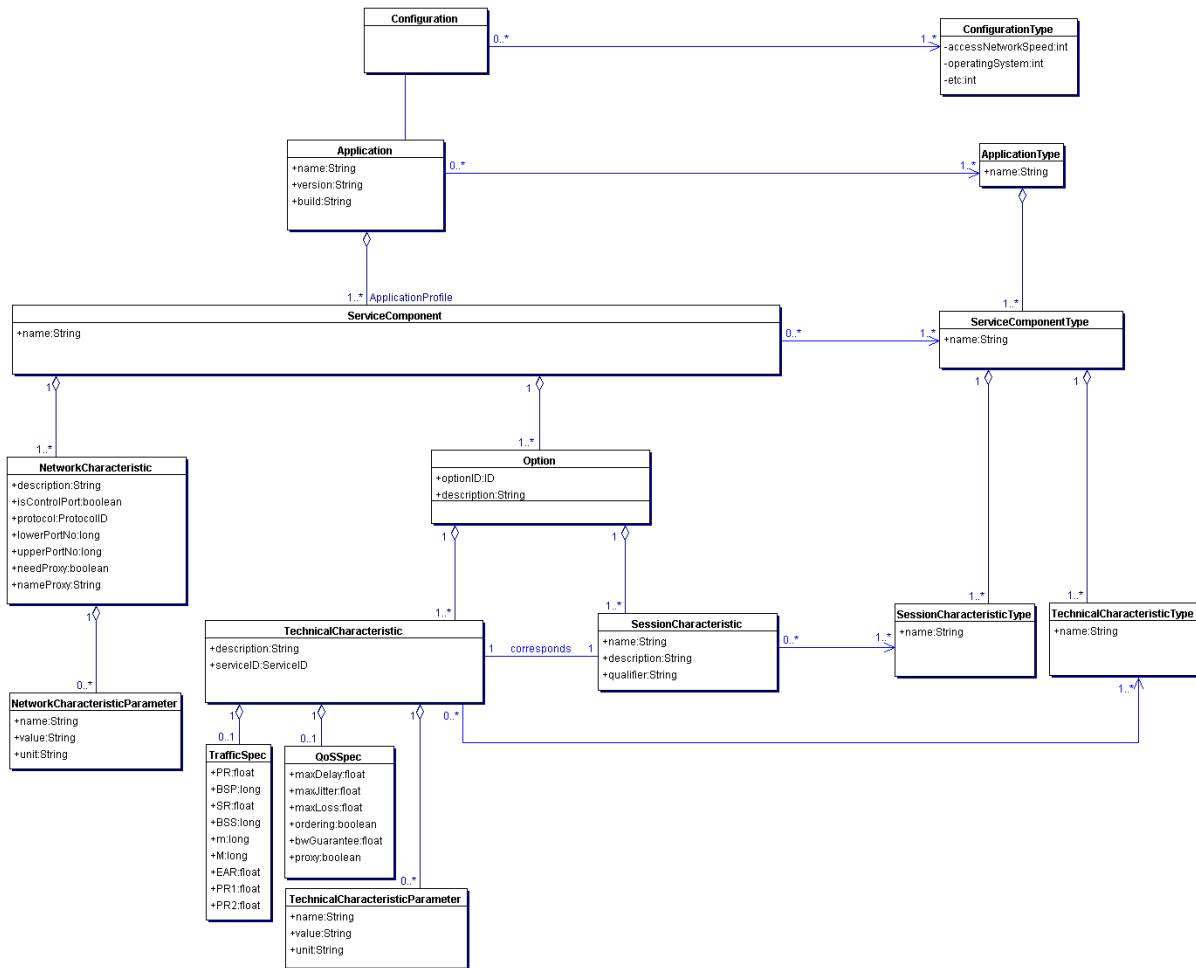 Configuration
0..*
1..*
ConfigurationType
-accessNetworkSpeed:int
-operatingSystem:int
-etc:int
Application
+name:String
+version:String
+build:String
0..*
1..*
ApplicationType
+name:String
1..*
ApplicationProfile
1..*
ServiceComponent
+name:String
0..*
1..*
ServiceComponentType
+name:String
1
1
1
1
1..*
1..*
NetworkCharacteristic
+description:String
+isControlPort:boolean
+protocol:ProtocolID
+lowerPortNo:long
+upperPortNo:long
+needProxy:boolean
+nameProxy:String
Option
+optionID:ID
+description:String
1
1
1
1..*
1..*
1..*
1..*
TechnicalCharacteristic
+description:String
+serviceID:ServiceID
1
corresponds
1
SessionCharacteristic
+name:String
+description:String
+qualifier:String
0..*
1..*
SessionCharacteristicType
+name:String
TechnicalCharacteristicType
+name:String
0..*
NetworkCharacteristicParameter
+name:String
+value:String
+unit:String
1
1
1
0..*
1..*
0..1
0..1
TrafficSpec
+PR:float
+BSP:long
+SR:float
+BSS:long
+m:long
+M:long
+EAR:float
+PR1:float
+PR2:float
QoSSpec
+maxDelay:float
+maxJitter:float
+maxLoss:float
+ordering:boolean
+bwGuarantee:float
+proxy:boolean
0..*
TechnicalCharacteristicParameter
+name:String
+value:String
+unit:String